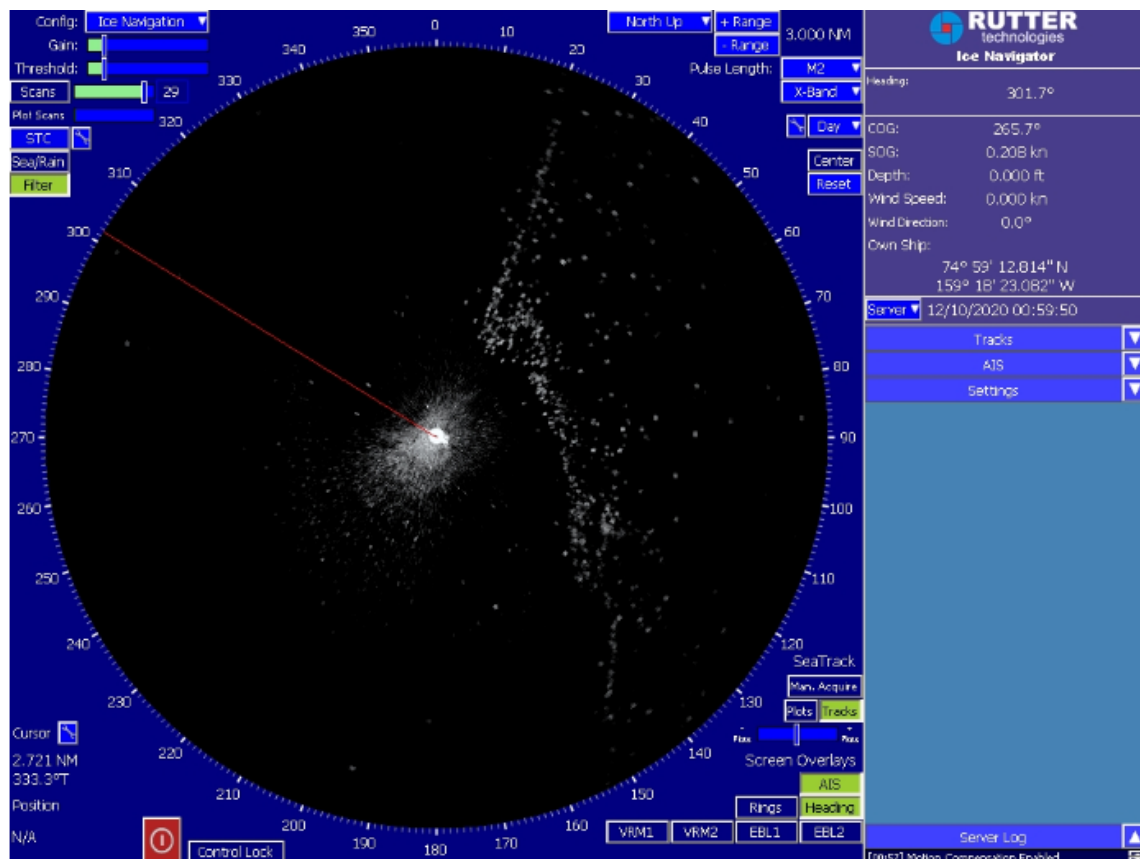 Config: Ice Navigation
Gain:
Threshold:
Scans 29
Plot Scans
STC
Sea/Rain
Filter
North Up + Range 3.000 NM
- Range
Pulse Length: M2
X-Band
Day
Center
Reset
0
10
20
30
40
50
60
70
80
90
100
110
120
130
140
150
160
170
180
190
200
210
220
230
240
250
260
270
280
290
300
310
320
330
340
350
SeaTrack
Man. Acquire
Plots Tracks
Screen Overlays
AIS
Rings Heading
VRM1 VRM2 EBL1 EBL2
Cursor
2.721 NM
333.3°T
Position
N/A
Control Lock
RUTTER
technologies
Ice Navigator
Heading:
301.7°
COG: 265.7°
SOG: 0.208 kn
Depth: 0.000 ft
Wind Speed: 0.000 kn
Wind Direction: 0.0°
Own Ship:
74° 59' 12.814" N
159° 18' 23.082" W
Server 12/10/2020 00:59:50
Tracks
AIS
Settings
Server Log
[00:57] Motion Compensation Enabled